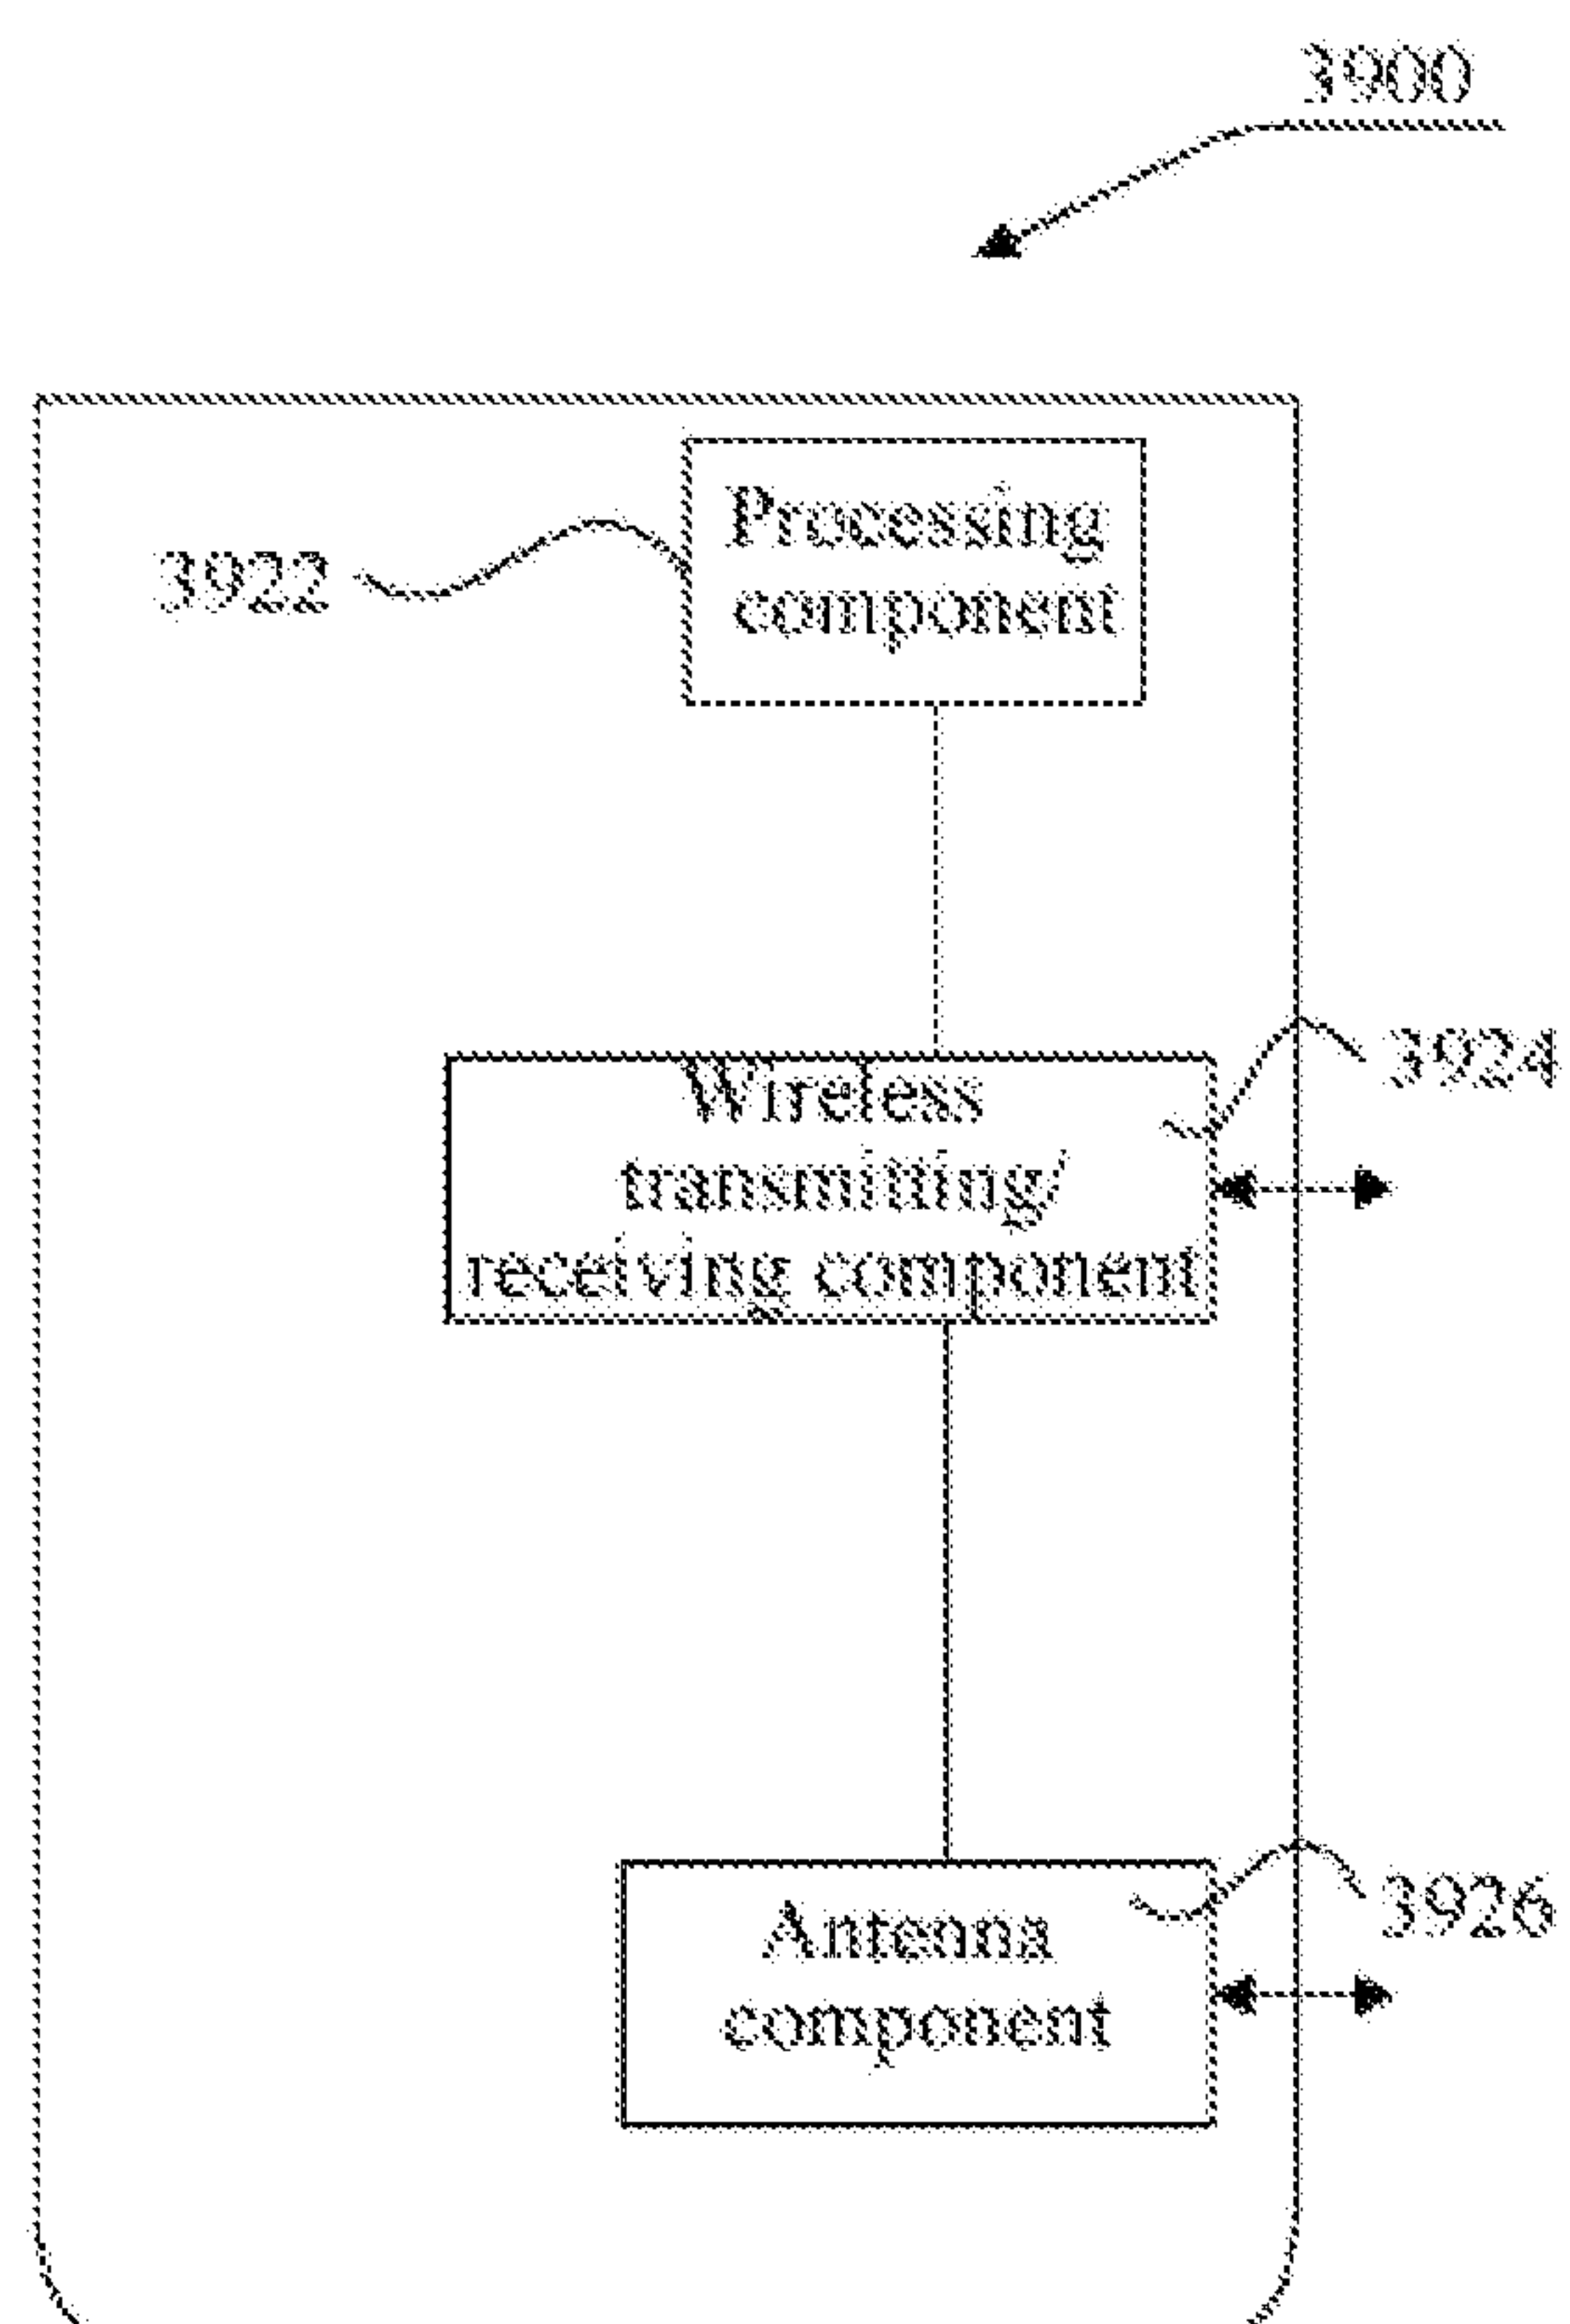 3900
Processing
3922
component
Wireless
3924
transmitting/
receiving component
Antenna
3926
component